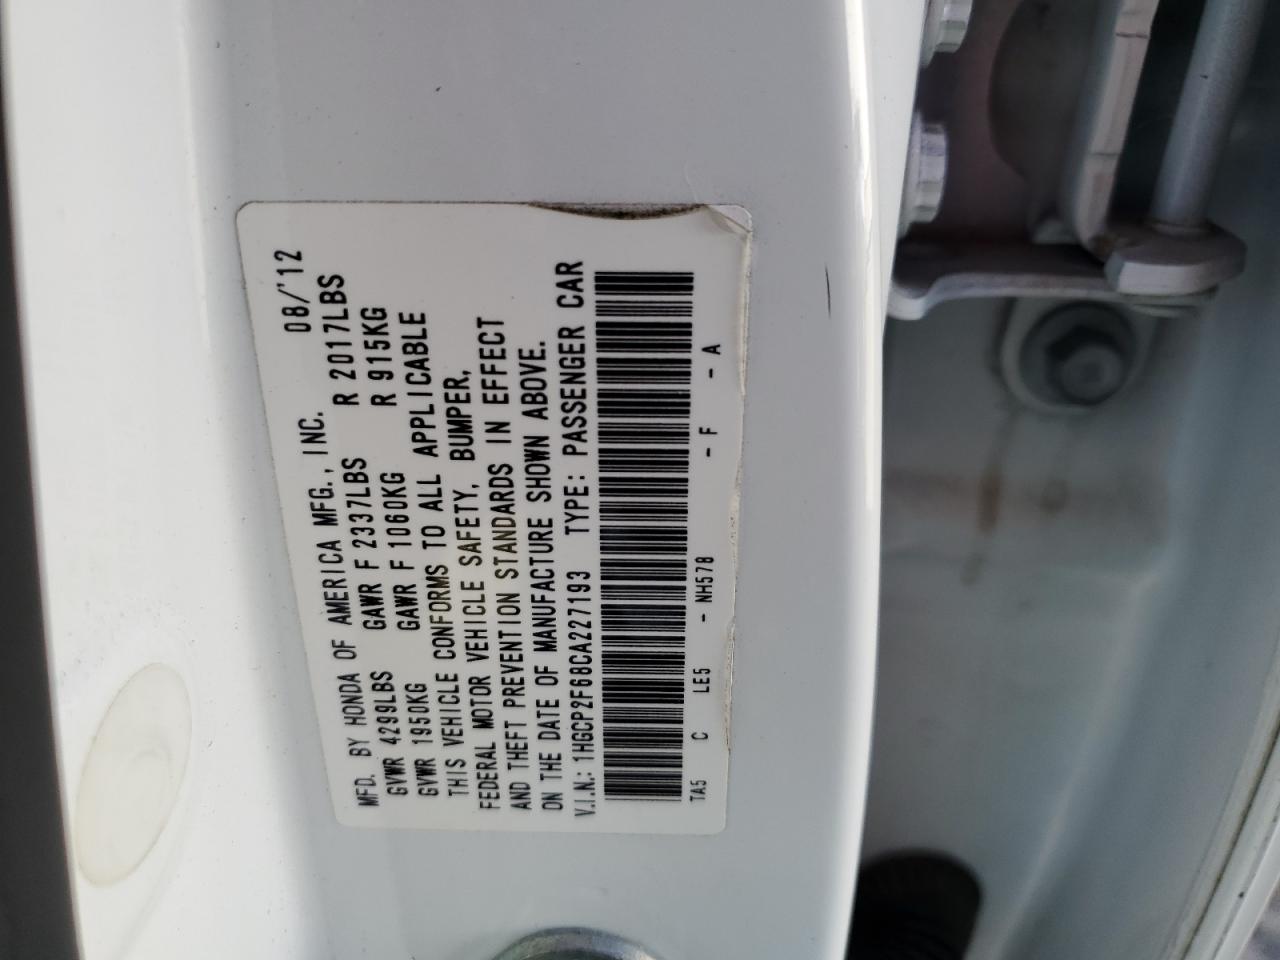 MFD. BY HONDA OF AMERICA MFG., INC. 08/'12
GVWR 4299LBS GAWR F 2337LBS R 2017LBS
GVWR 1950KG GAWR F 1060KG R 915KG
THIS VEHICLE CONFORMS TO ALL APPLICABLE
FEDERAL MOTOR VEHICLE SAFETY, BUMPER,
AND THEFT PREVENTION STANDARDS IN EFFECT
ON THE DATE OF MANUFACTURE SHOWN ABOVE.
V.I.N.: 1HGCP2F68CA227193 TYPE: PASSENGER CAR
TA5 C LE5 - NH578 - F - A